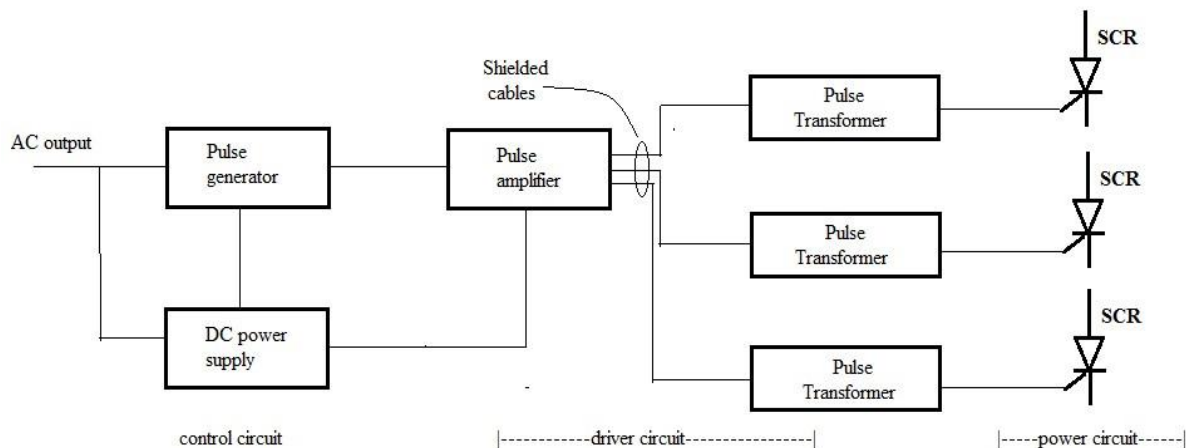 AC output
Pulse
generator
DC power
supply
Pulse
amplifier
Shielded
cables
Pulse
Transformer
SCR
Pulse
Transformer
SCR
Pulse
Transformer
SCR
control circuit |---------------driver circuit----------------| |------power circuit------|